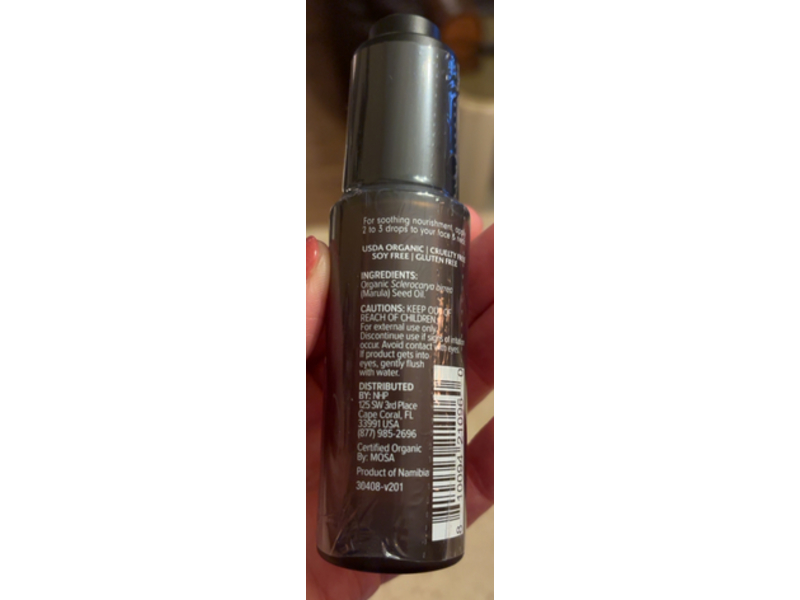 For soothing nourishment, apply
2 to 3 drops to your face &
USDA ORGANIC | CRUELTY FREE
SOY FREE | GLUTEN FREE
INGREDIENTS:
Organic Sclerocarya birrea
(Marula) Seed Oil.
CAUTIONS: KEEP OUT OF
REACH OF CHILDREN.
For external use only.
Discontinue use if signs of irritation
occur. Avoid contact with eyes.
If product gets into
eyes, gently flush
with water.
DISTRIBUTED
BY: NHP
125 SW 3rd Place
Cape Coral, FL
33991 USA
(877) 985-2696
Certified Organic
By: MOSA
Product of Namibia
30408-v201
8 10094 21096 0